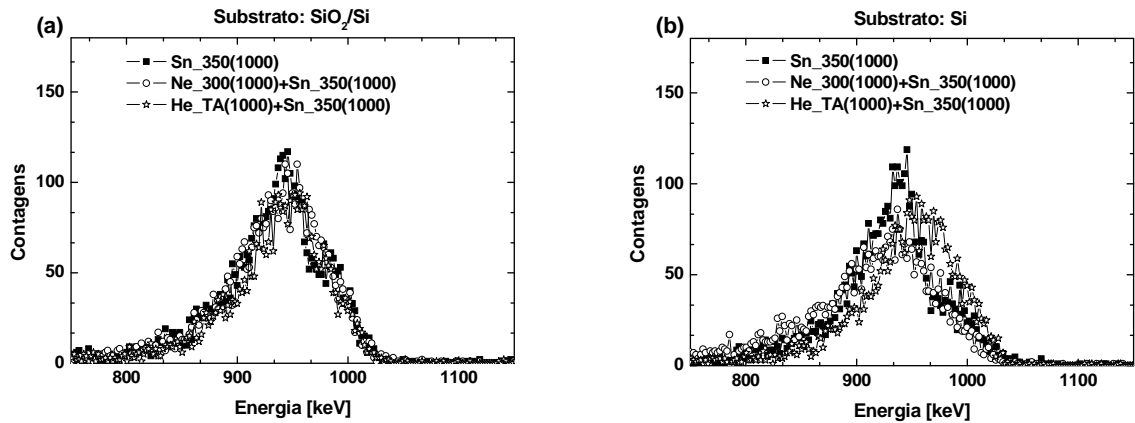 (a)
Substrato: SiO₂/Si
Sn_350(1000)
Ne_300(1000)+Sn_350(1000)
He_TA(1000)+Sn_350(1000)
150
100
50
0
Contagens
800 900 1000 1100
Energia [keV]
(b)
Substrato: Si
Sn_350(1000)
Ne_300(1000)+Sn_350(1000)
He_TA(1000)+Sn_350(1000)
150
100
50
0
Contagens
800 900 1000 1100
Energia [keV]